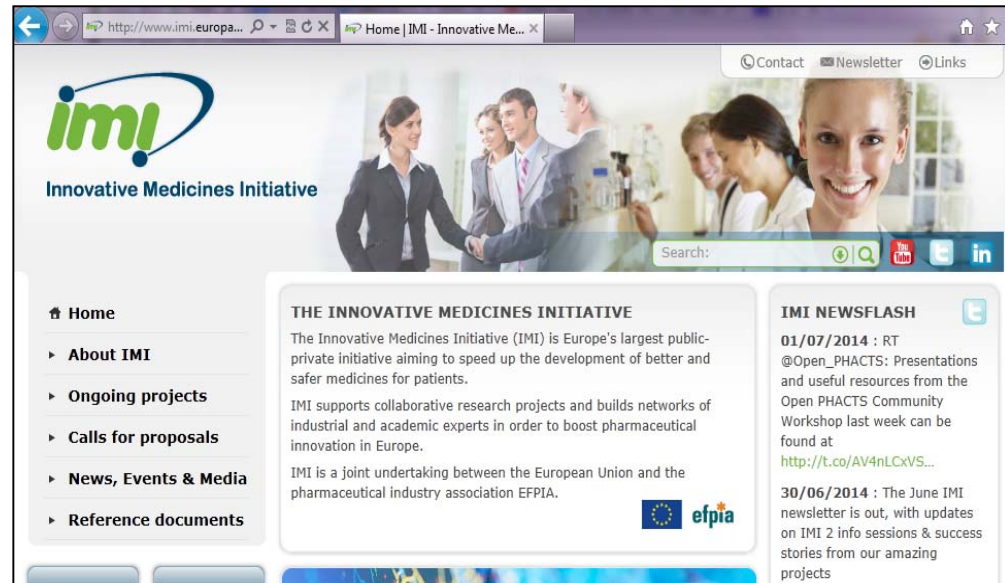 http://www.imi.europa...
Home | IMI - Innovative Me...
Contact Newsletter Links
imi
Innovative Medicines Initiative
Search:
You Tube
in
Home
About IMI
Ongoing projects
Calls for proposals
News, Events & Media
Reference documents
THE INNOVATIVE MEDICINES INITIATIVE
The Innovative Medicines Initiative (IMI) is Europe's largest public-
private initiative aiming to speed up the development of better and
safer medicines for patients.
IMI supports collaborative research projects and builds networks of
industrial and academic experts in order to boost pharmaceutical
innovation in Europe.
IMI is a joint undertaking between the European Union and the
pharmaceutical industry association EFPIA.
efpia
IMI NEWSFLASH
01/07/2014 : RT
@Open_PHACTS: Presentations
and useful resources from the
Open PHACTS Community
Workshop last week can be
found at
http://t.co/AV4nLCxVS...
30/06/2014 : The June IMI
newsletter is out, with updates
on IMI 2 info sessions & success
stories from our amazing
projects